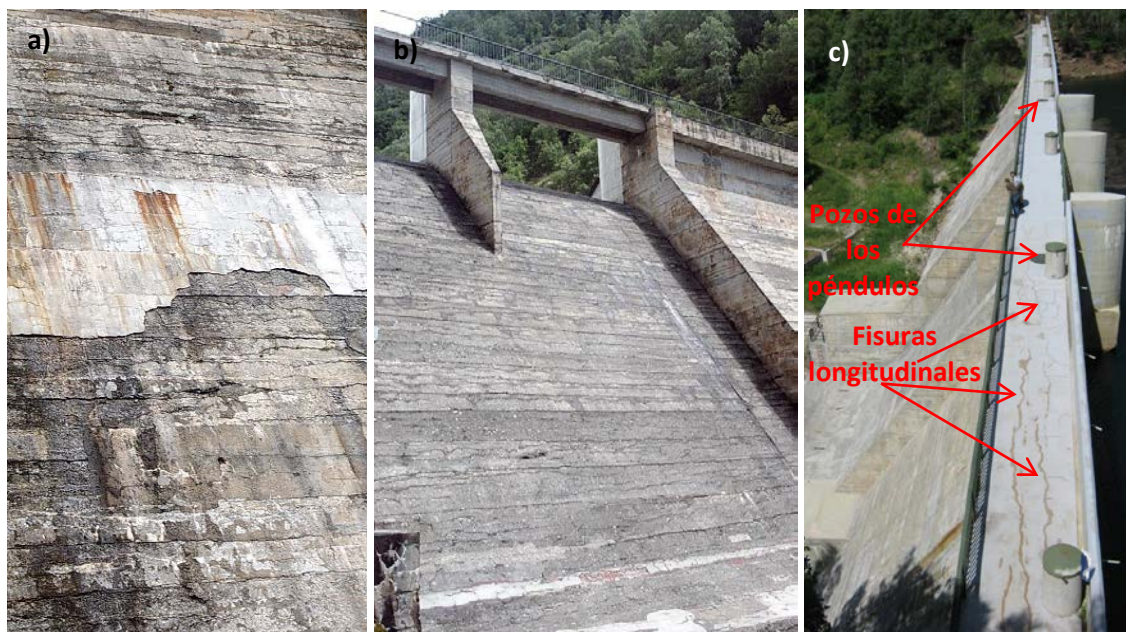 a)
b)
c)
Pozos de
los
péndulos
Fisuras
longitudinales